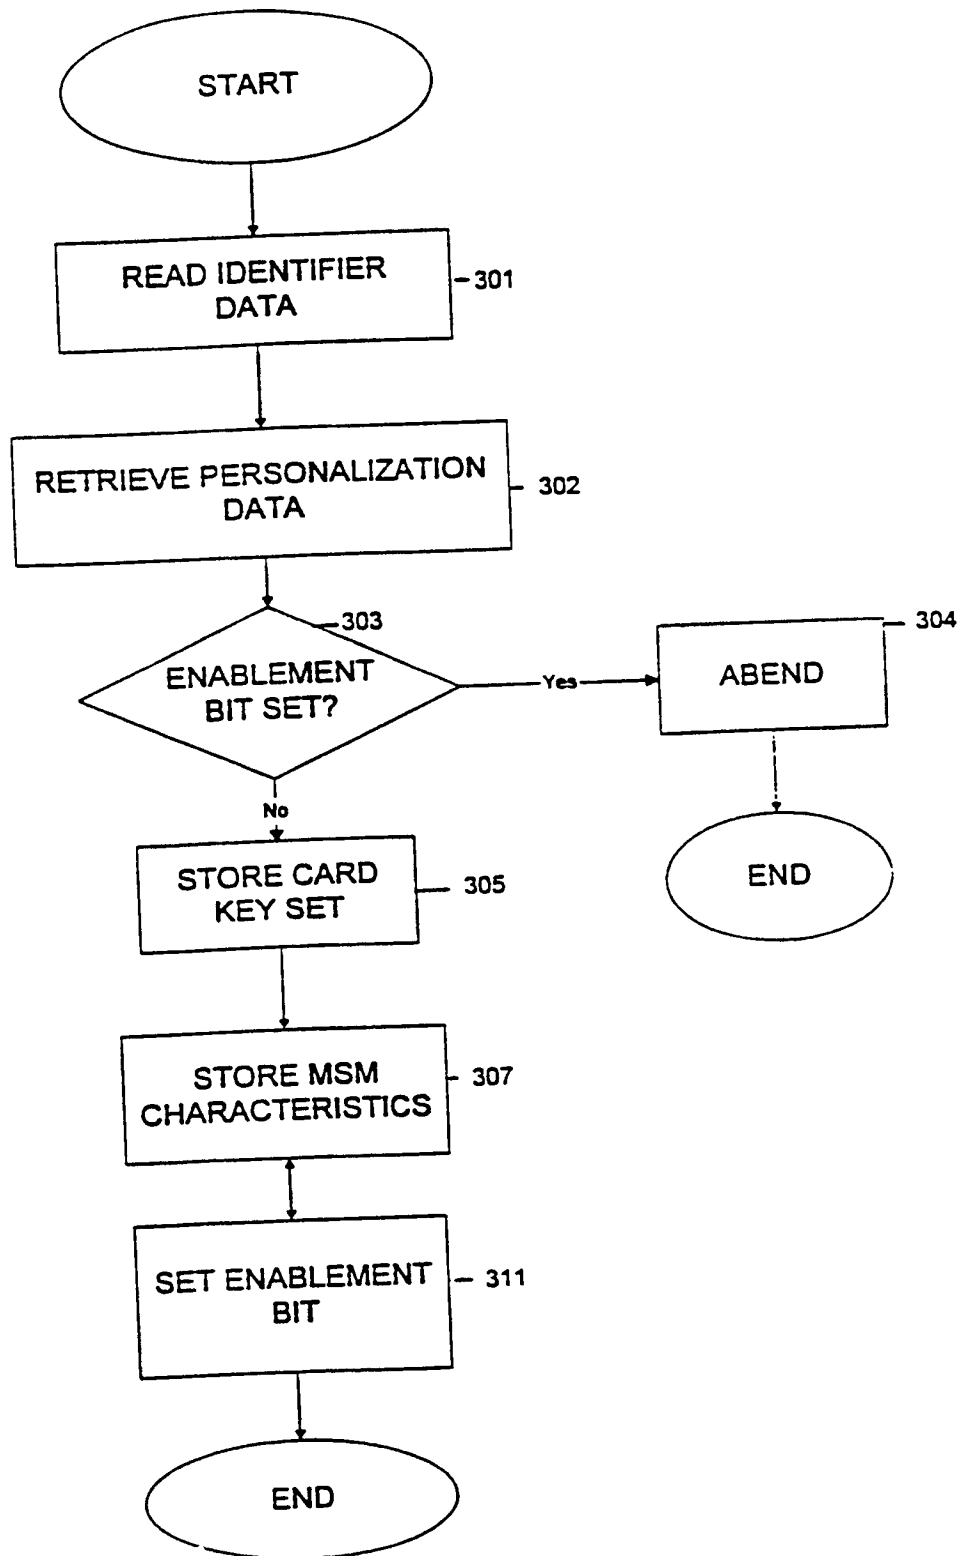 START
READ IDENTIFIER
DATA
301
RETRIEVE PERSONALIZATION
DATA
302
303
ENABLEMENT
BIT SET?
Yes
304
ABEND
END
No
STORE CARD
KEY SET
305
STORE MSM
CHARACTERISTICS
307
SET ENABLEMENT
BIT
311
END